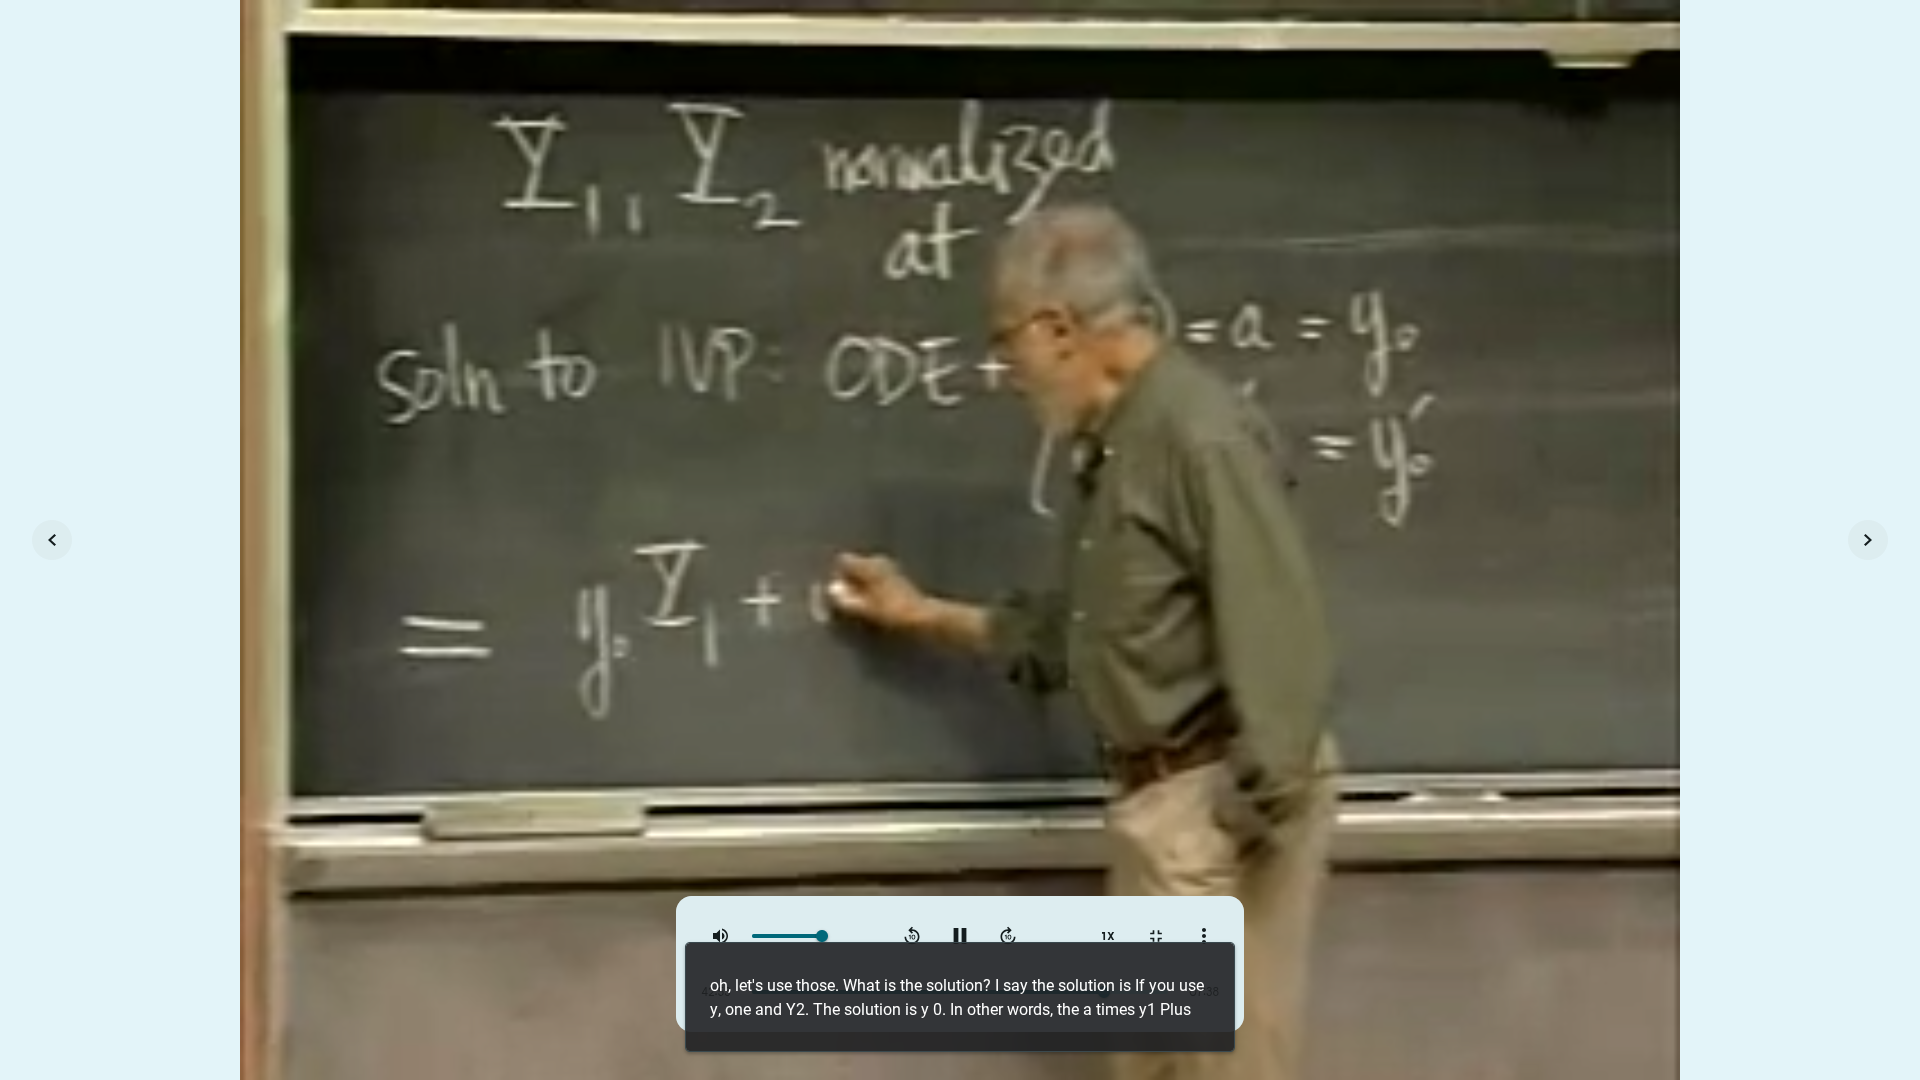 Y₁, Y₂ normalized
at
soln to IVP: ODE +
) = a = y₀
= y₀′
= y₀ Y₁ +
1X
oh, let's use those. What is the solution? I say the solution is If you use
y, one and Y2. The solution is y 0. In other words, the a times y1 Plus